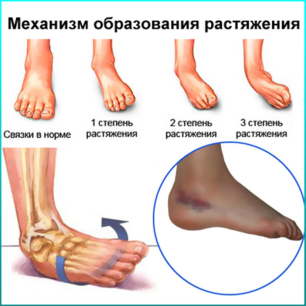 Механизм образования растяжения
Связки в норме
1 степень
растяжения
2 степень
растяжения
3 степень
растяжения